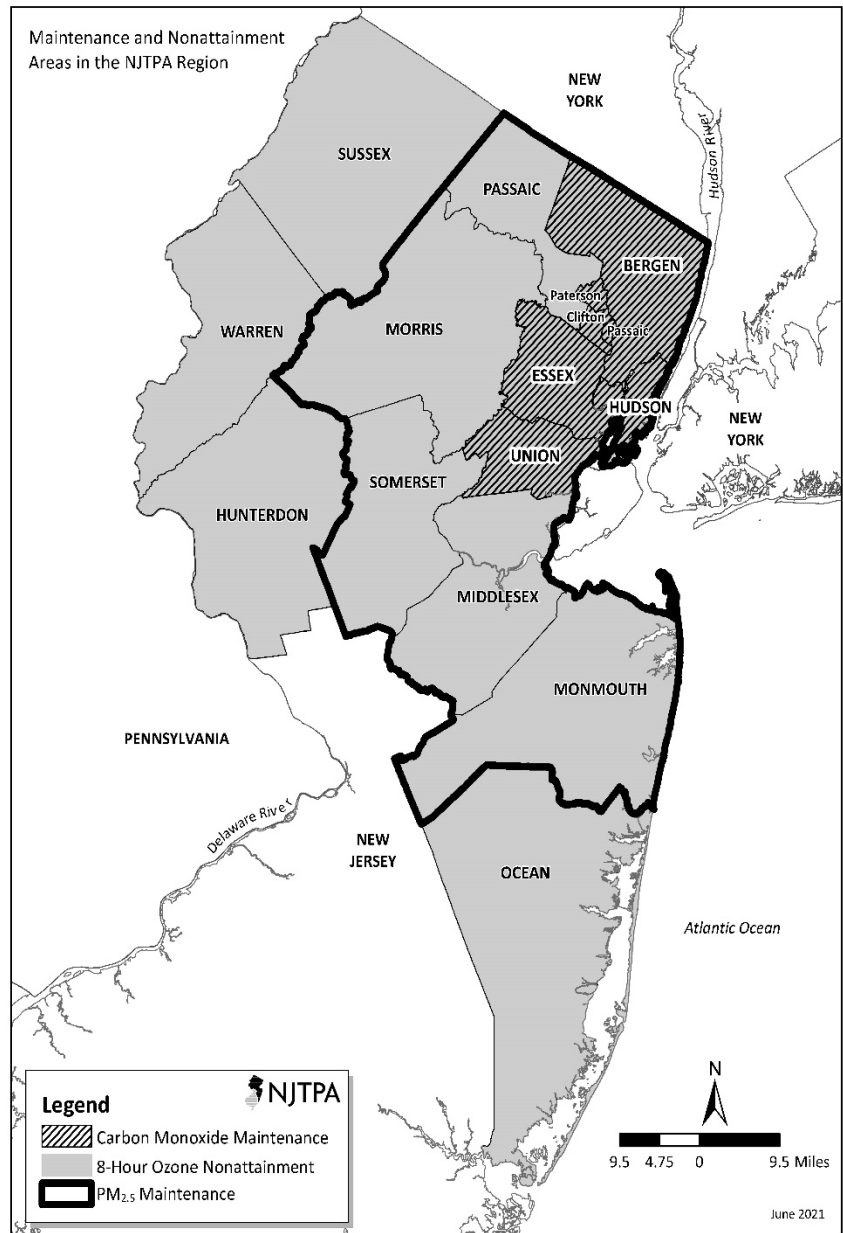 Maintenance and Nonattainment
Areas in the NJTPA Region
NEW
YORK
Hudson River
SUSSEX
PASSAIC
BERGEN
Paterson
Clifton
Passaic
WARREN
MORRIS
ESSEX
HUDSON
NEW
YORK
UNION
SOMERSET
HUNTERDON
MIDDLESEX
MONMOUTH
PENNSYLVANIA
Delaware River
NEW
JERSEY
OCEAN
Atlantic Ocean
N
9.5 4.75 0 9.5 Miles
June 2021
NJTPA
Legend
Carbon Monoxide Maintenance
8-Hour Ozone Nonattainment
PM2.5 Maintenance